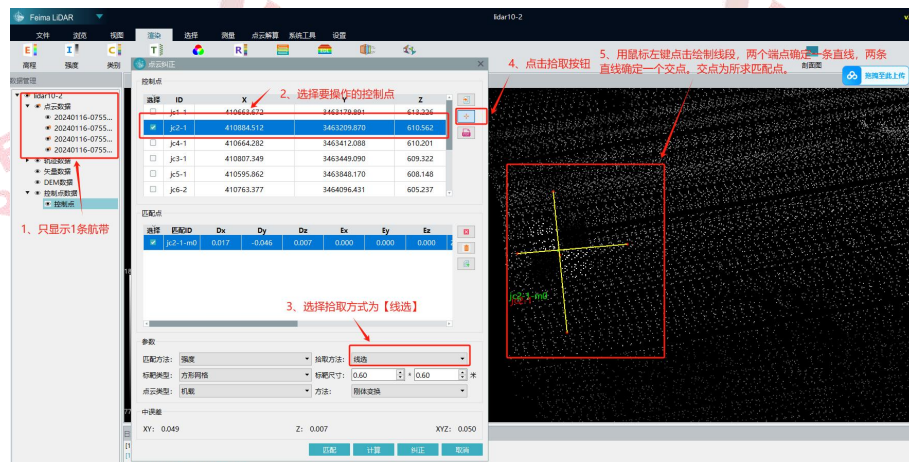 Feima LiDAR
lidar10-2
文件 浏览 视图 渲染 选择 测量 点云解算 系统工具 设置
E I C T R
高程 强度 类别 剖面图
拖拽至此上传
4、点击拾取按钮
5、用鼠标左键点击绘制线段,两个端点确定一条直线,两条
直线确定一个交点。交点为所求匹配点。
数据管理
lidar10-2
点云数据
20240116-0755...
20240116-0755...
20240116-0755...
20240116-0755...
轨迹数据
矢量数据
DEM数据
控制点数据
控制点
1、只显示1条航带
点云纠正
控制点
2、选择要操作的控制点
选择 ID X Y Z
js1-1 410663.672 3463179.891 613.226
jc2-1 410884.512 3463209.870 610.562
jc4-1 410664.282 3463412.088 610.201
jc3-1 410807.349 3463449.090 609.322
jc5-1 410595.862 3463848.170 608.148
jc6-2 410763.377 3464096.431 605.237
匹配点
选择 匹配ID Dx Dy Dz Ex Ey Ez
jc2-1-m0 0.017 -0.046 0.007 0.000 0.000 0.000
3、选择拾取方式为【线选】
参数
匹配方法: 强度 拾取方法: 线选
标靶类型: 方形网格 标靶尺寸: 0.60 * 0.60 米
点云类型: 机载 方法: 刚体变换
中误差
XY: 0.049 Z: 0.007 XYZ: 0.050
匹配 计算 纠正 取消
jc2-1-m0